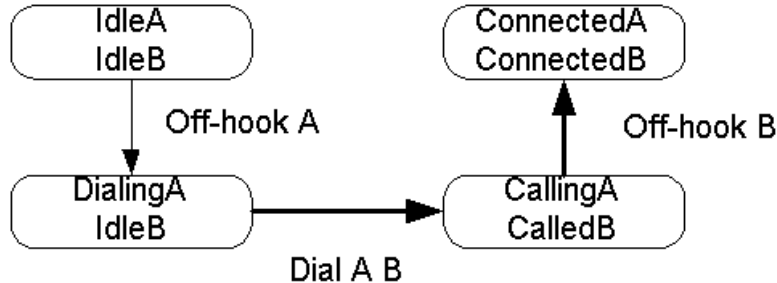 IdleA
IdleB
ConnectedA
ConnectedB
Off-hook A
Off-hook B
DialingA
IdleB
CallingA
CalledB
Dial A B